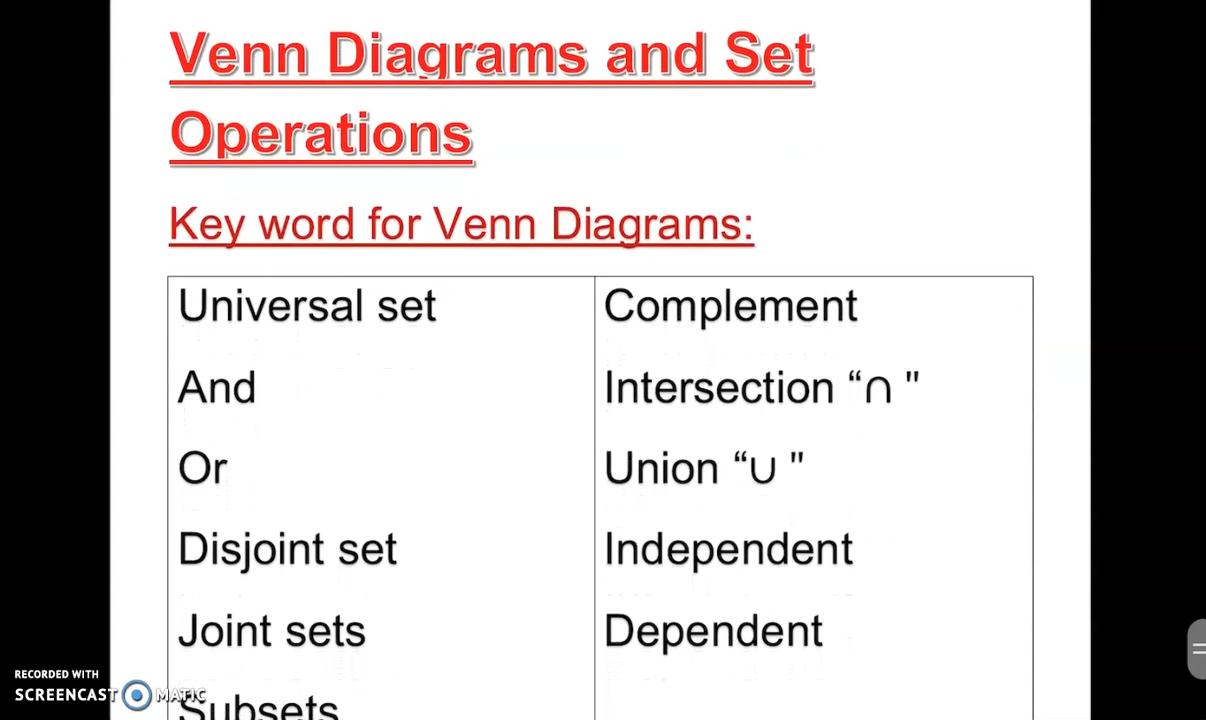 Venn Diagrams and Set
Operations
Key word for Venn Diagrams:
Universal set
Complement
And
Intersection “∩ "
Or
Union “∪ "
Disjoint set
Independent
Joint sets
Dependent
Subsets
RECORDED WITH
SCREENCAST MATIC